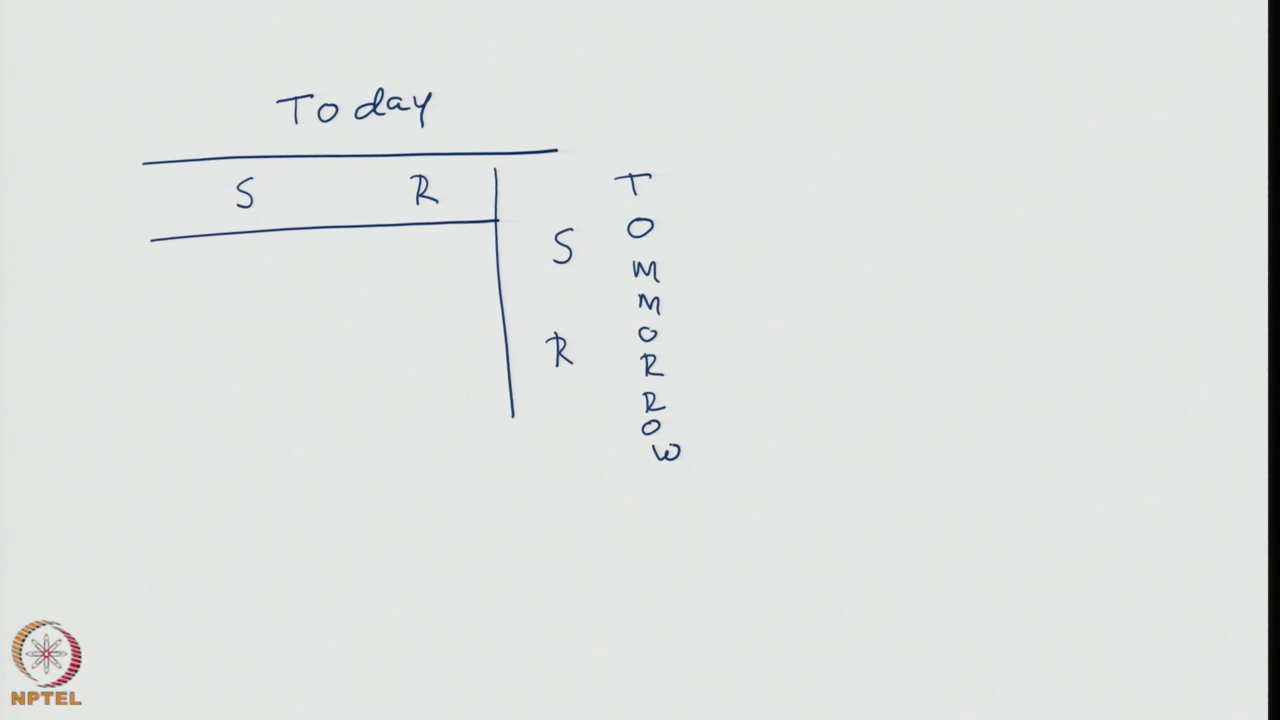 Today
S R
S
R
TOMMORROW
NPTEL